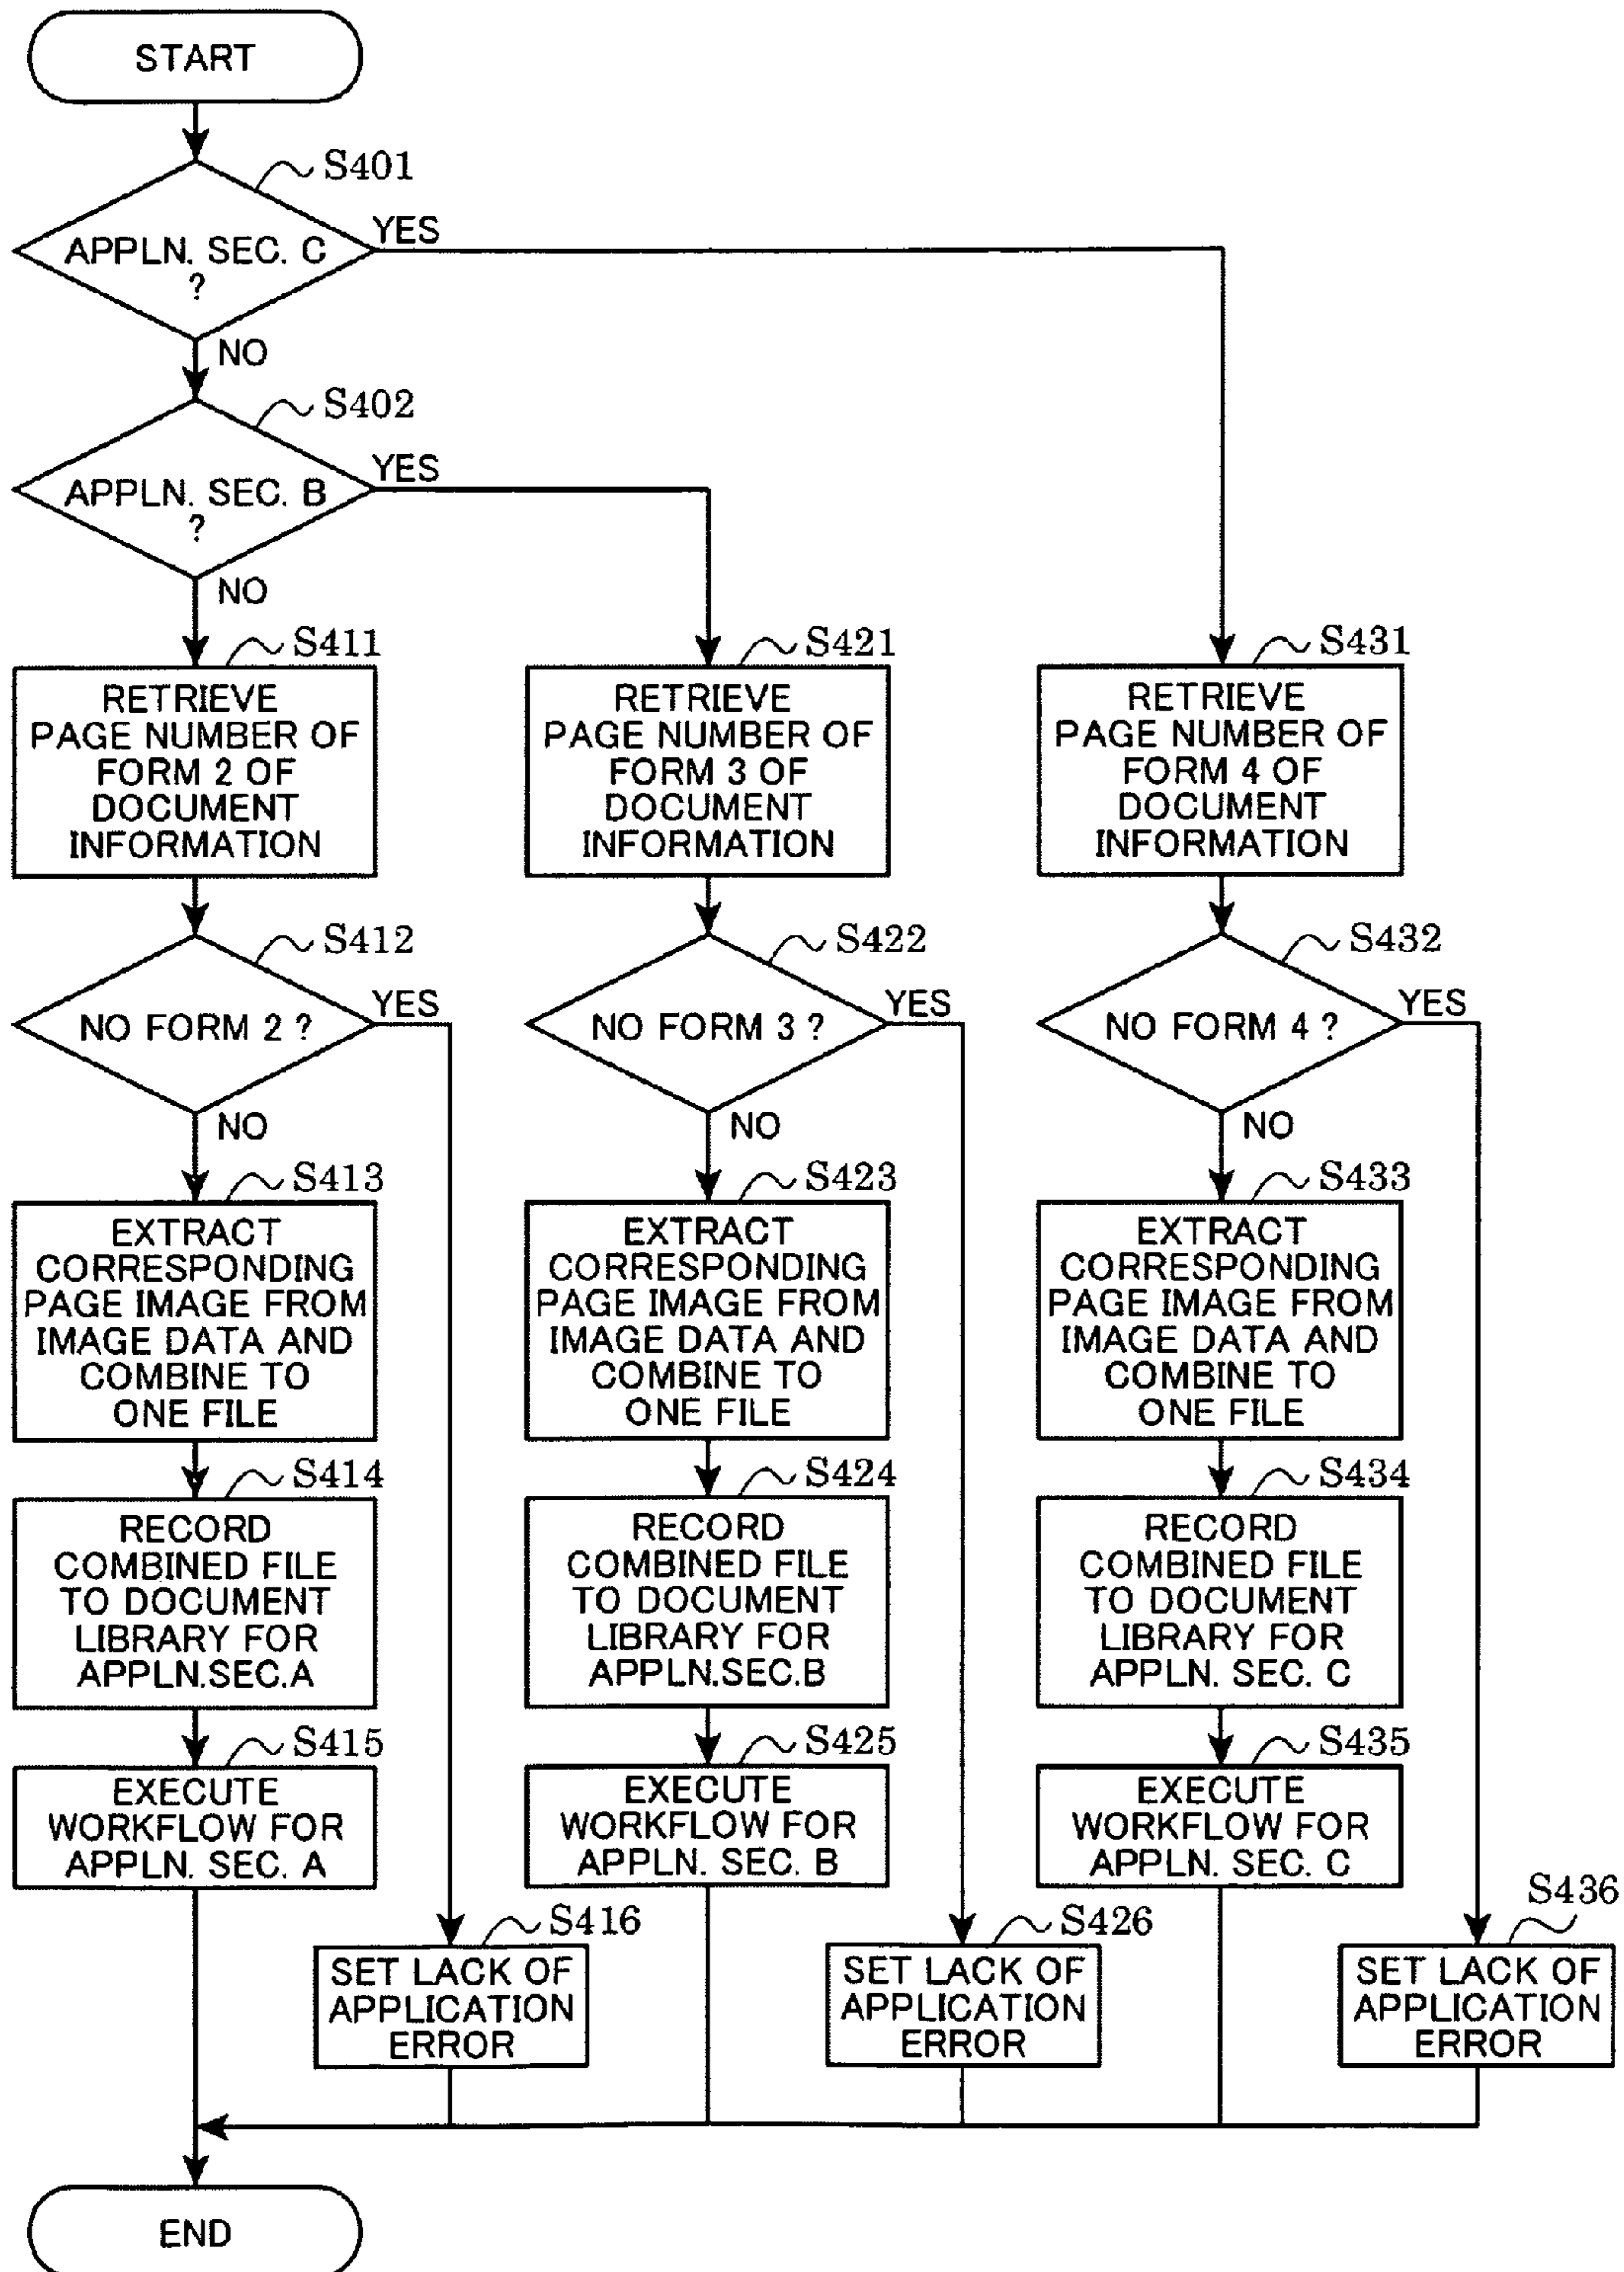 START
S401
APPLN. SEC. C
?
YES
NO
S402
APPLN. SEC. B
?
YES
NO
S411
RETRIEVE
PAGE NUMBER OF
FORM 2 OF
DOCUMENT
INFORMATION
S421
RETRIEVE
PAGE NUMBER OF
FORM 3 OF
DOCUMENT
INFORMATION
S431
RETRIEVE
PAGE NUMBER OF
FORM 4 OF
DOCUMENT
INFORMATION
S412
NO FORM 2 ?
YES
NO
S422
NO FORM 3 ?
YES
NO
S432
NO FORM 4 ?
YES
NO
S413
EXTRACT
CORRESPONDING
PAGE IMAGE FROM
IMAGE DATA AND
COMBINE TO
ONE FILE
S423
EXTRACT
CORRESPONDING
PAGE IMAGE FROM
IMAGE DATA AND
COMBINE TO
ONE FILE
S433
EXTRACT
CORRESPONDING
PAGE IMAGE FROM
IMAGE DATA AND
COMBINE TO
ONE FILE
S414
RECORD
COMBINED FILE
TO DOCUMENT
LIBRARY FOR
APPLN.SEC.A
S424
RECORD
COMBINED FILE
TO DOCUMENT
LIBRARY FOR
APPLN.SEC.B
S434
RECORD
COMBINED FILE
TO DOCUMENT
LIBRARY FOR
APPLN. SEC. C
S415
EXECUTE
WORKFLOW FOR
APPLN. SEC. A
S425
EXECUTE
WORKFLOW FOR
APPLN. SEC. B
S435
EXECUTE
WORKFLOW FOR
APPLN. SEC. C
S416
SET LACK OF
APPLICATION
ERROR
S426
SET LACK OF
APPLICATION
ERROR
S436
SET LACK OF
APPLICATION
ERROR
END